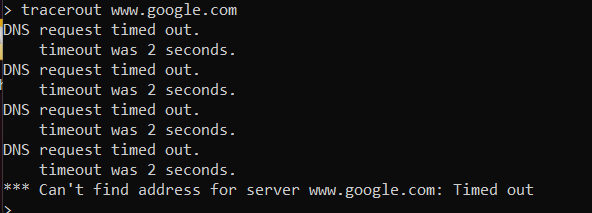 > tracerout www.google.com
DNS request timed out.
    timeout was 2 seconds.
DNS request timed out.
    timeout was 2 seconds.
DNS request timed out.
    timeout was 2 seconds.
DNS request timed out.
    timeout was 2 seconds.
*** Can't find address for server www.google.com: Timed out
>